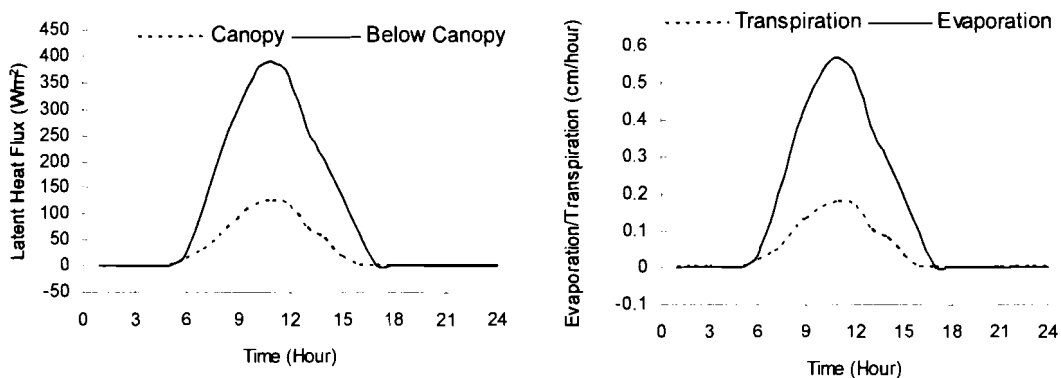 Canopy Below Canopy
Latent Heat Flux (Wm²)
450
400
350
300
250
200
150
100
50
0
-50
0 3 6 9 12 15 18 21 24
Time (Hour)
Transpiration Evaporation
Evaporation/Transpiration (cm/hour)
0.6
0.5
0.4
0.3
0.2
0.1
0
-0.1
0 3 6 9 12 15 18 21 24
Time (Hour)